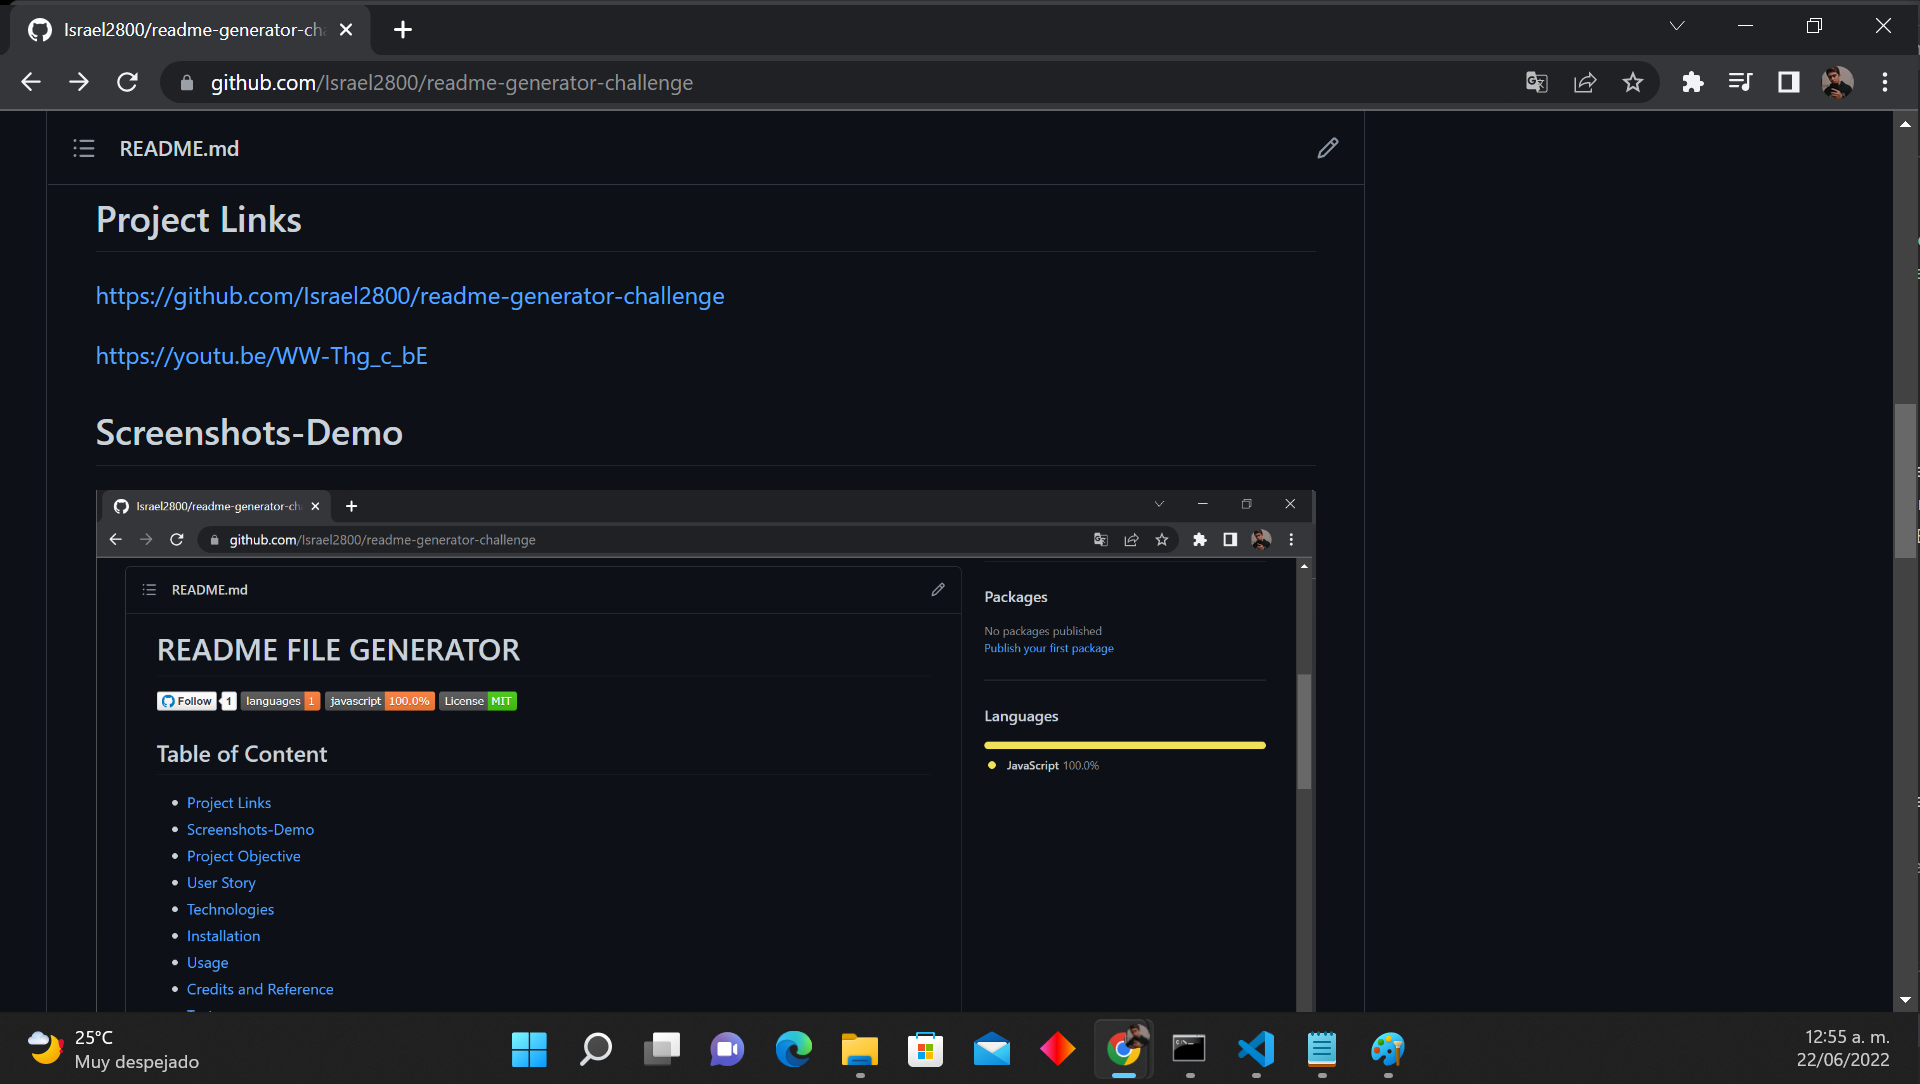 Israel2800/readme-generator-ch
github.com/Israel2800/readme-generator-challenge
README.md
Project Links
https://github.com/Israel2800/readme-generator-challenge
https://youtu.be/WW-Thg_c_bE
Screenshots-Demo
Israel2800/readme-generator-ch
github.com/Israel2800/readme-generator-challenge
README.md
README FILE GENERATOR
Follow 1 languages 1 javascript 100.0% License MIT
Table of Content
Project Links
Screenshots-Demo
Project Objective
User Story
Technologies
Installation
Usage
Credits and Reference
Packages
No packages published
Publish your first package
Languages
JavaScript 100.0%
25°C
Muy despejado
12:55 a. m.
22/06/2022